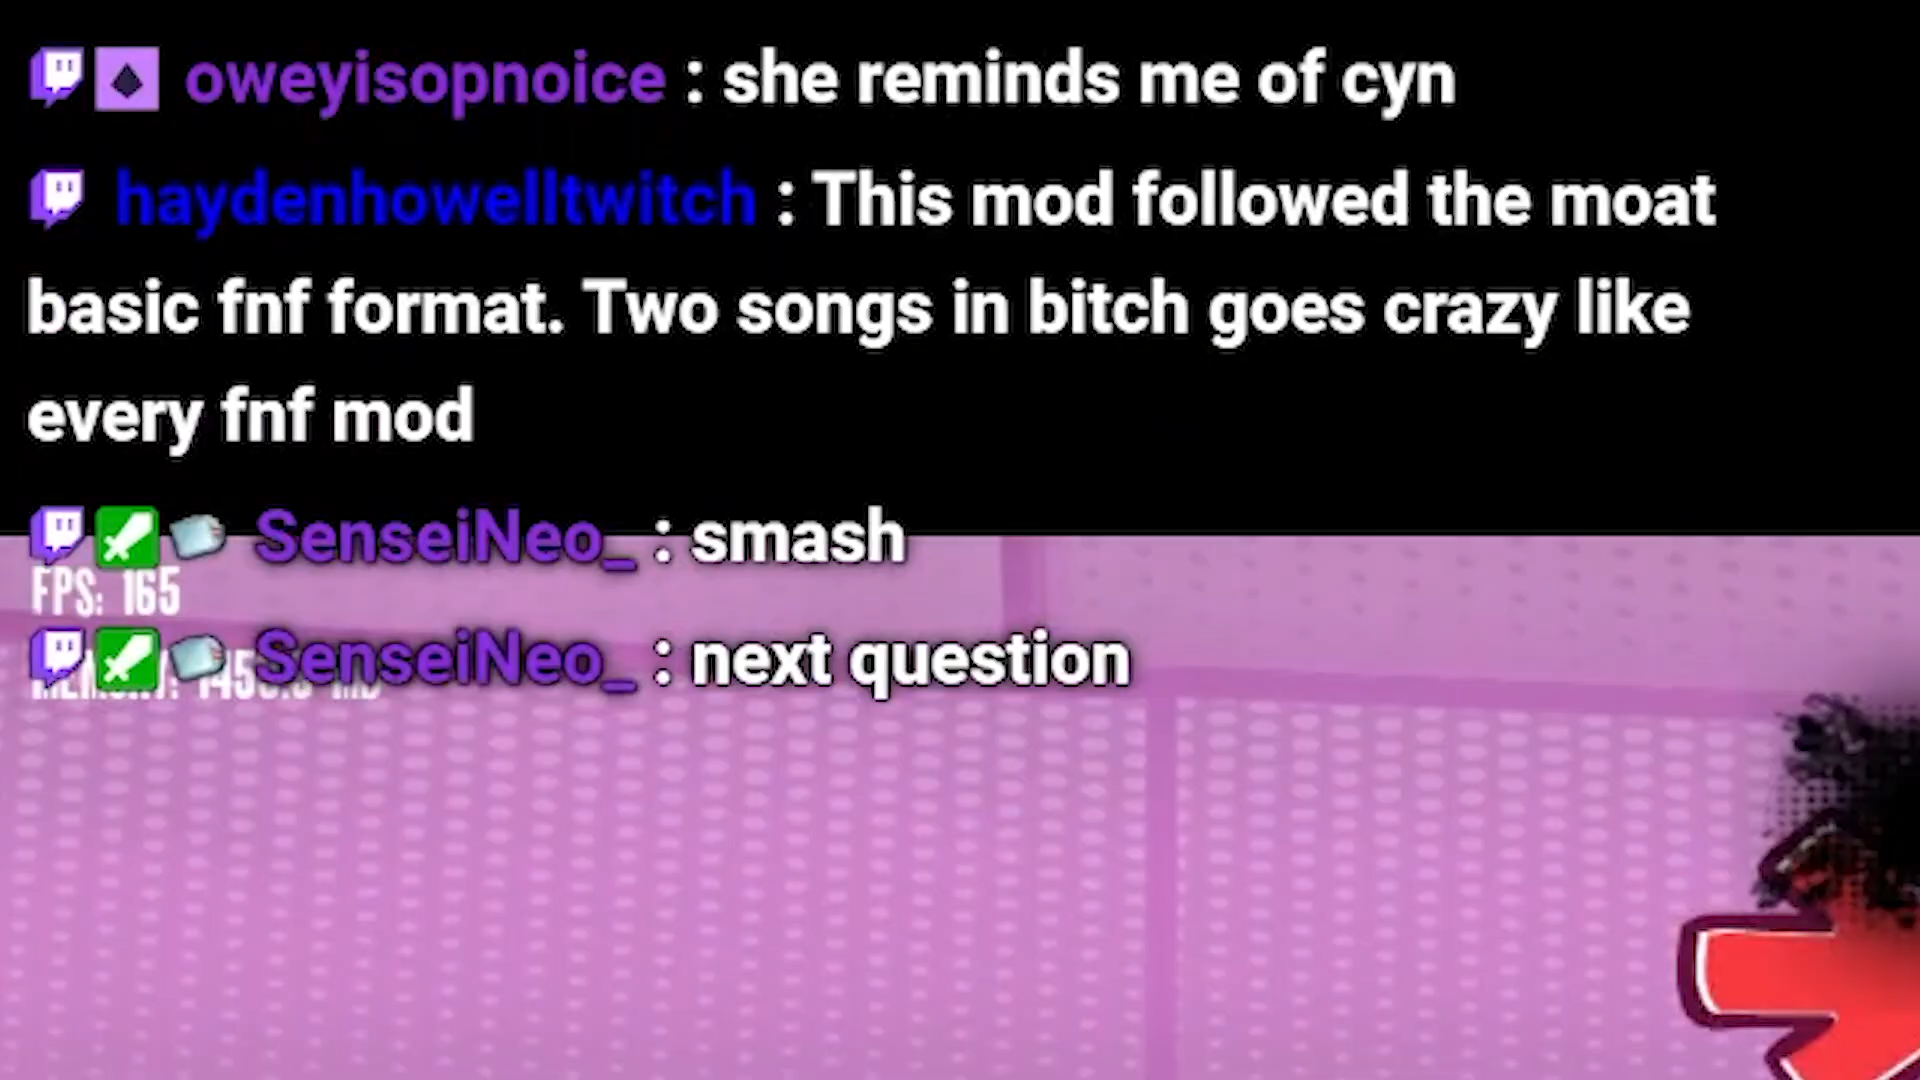 oweyisopnoice : she reminds me of cyn
haydenhowelltwitch : This mod followed the moat
basic fnf format. Two songs in bitch goes crazy like
every fnf mod
SenseiNeo_ : smash
FPS: 165
SenseiNeo_ : next question